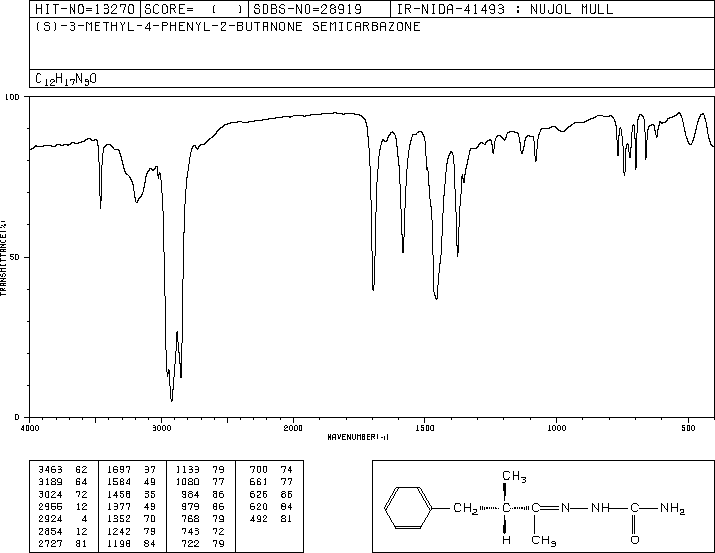 HIT-NO=13270 SCORE= ( ) SDBS-NO=28919 IR-NIDA-41493 : NUJOL MULL
(S)-3-METHYL-4-PHENYL-2-BUTANONE SEMICARBAZONE
C12H17N3O
100
50
0
TRANSMITTANCE(%)
4000 3000 2000 1500 1000 500
WAVENUMBER(-1)
3463 62 1697 37 1133 79 700 74
3189 64 1584 49 1080 77 661 77
3024 72 1458 35 984 86 626 86
2955 12 1377 49 979 86 620 84
2924 4 1352 70 768 79 492 81
2854 12 1242 79 743 72
2727 81 1198 84 722 79
CH3
CH2 C C N NH C NH2
H CH3 O